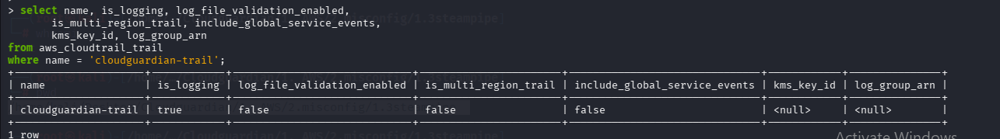 > select name, is_logging, log_file_validation_enabled,
       is_multi_region_trail, include_global_service_events,
       kms_key_id, log_group_arn
from aws_cloudtrail_trail
where name = 'cloudguardian-trail';
| name | is_logging | log_file_validation_enabled | is_multi_region_trail | include_global_service_events | kms_key_id | log_group_arn |
| cloudguardian-trail | true | false | false | false | <null> | <null> |
1 row
Activate Windows